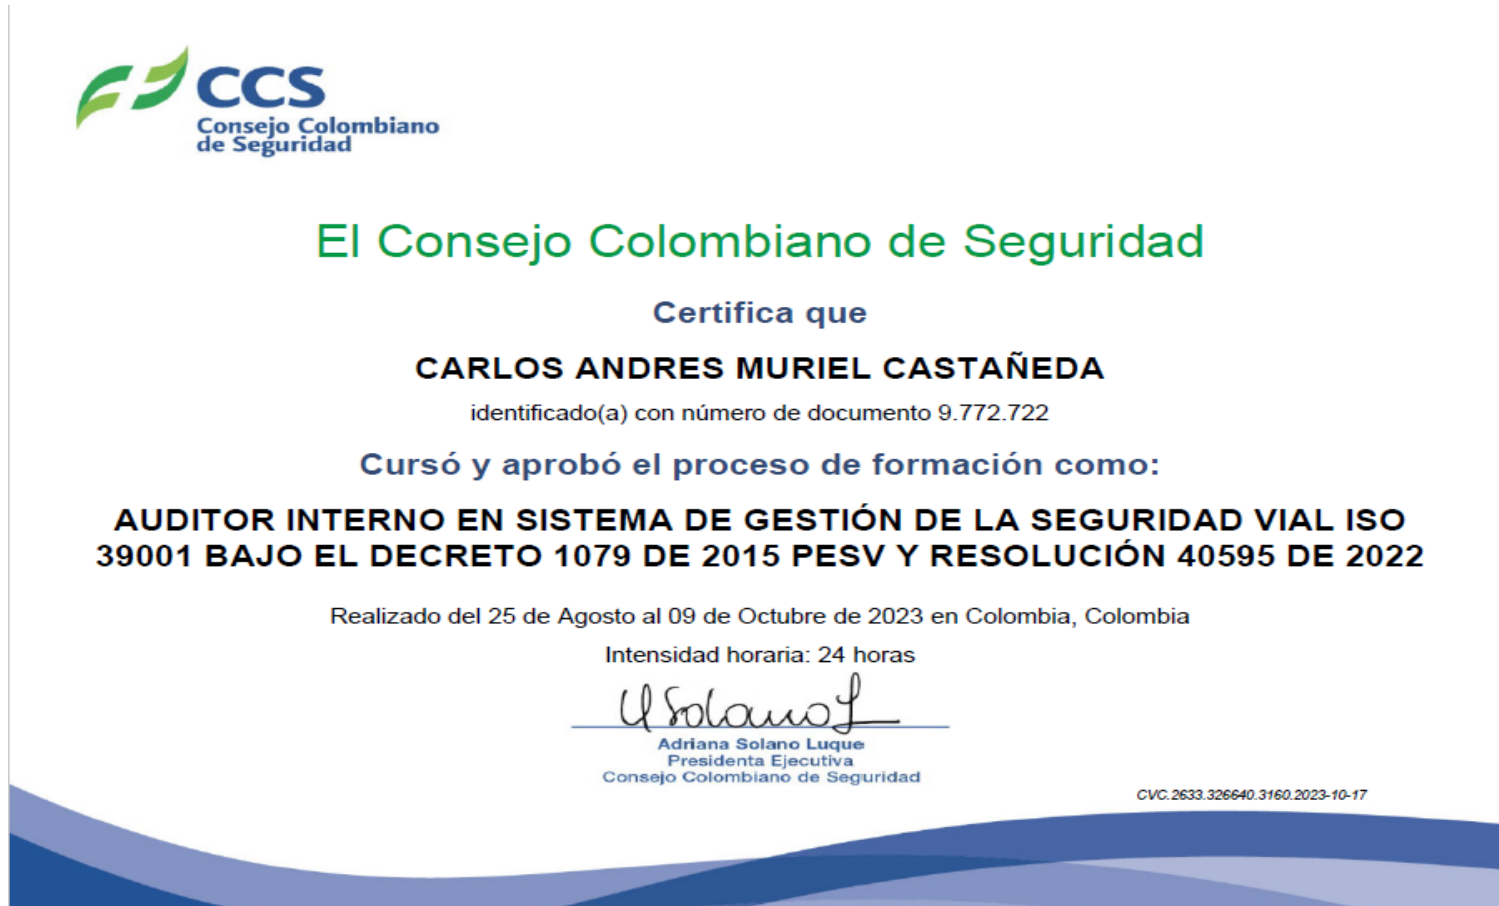 CCS
Consejo Colombiano
de Seguridad
El Consejo Colombiano de Seguridad
Certifica que
CARLOS ANDRES MURIEL CASTAÑEDA
identificado(a) con número de documento 9.772.722
Cursó y aprobó el proceso de formación como:
AUDITOR INTERNO EN SISTEMA DE GESTIÓN DE LA SEGURIDAD VIAL ISO
39001 BAJO EL DECRETO 1079 DE 2015 PESV Y RESOLUCIÓN 40595 DE 2022
Realizado del 25 de Agosto al 09 de Octubre de 2023 en Colombia, Colombia
Intensidad horaria: 24 horas
Adriana Solano Luque
Presidenta Ejecutiva
Consejo Colombiano de Seguridad
CVC.2633.326640.3160.2023-10-17